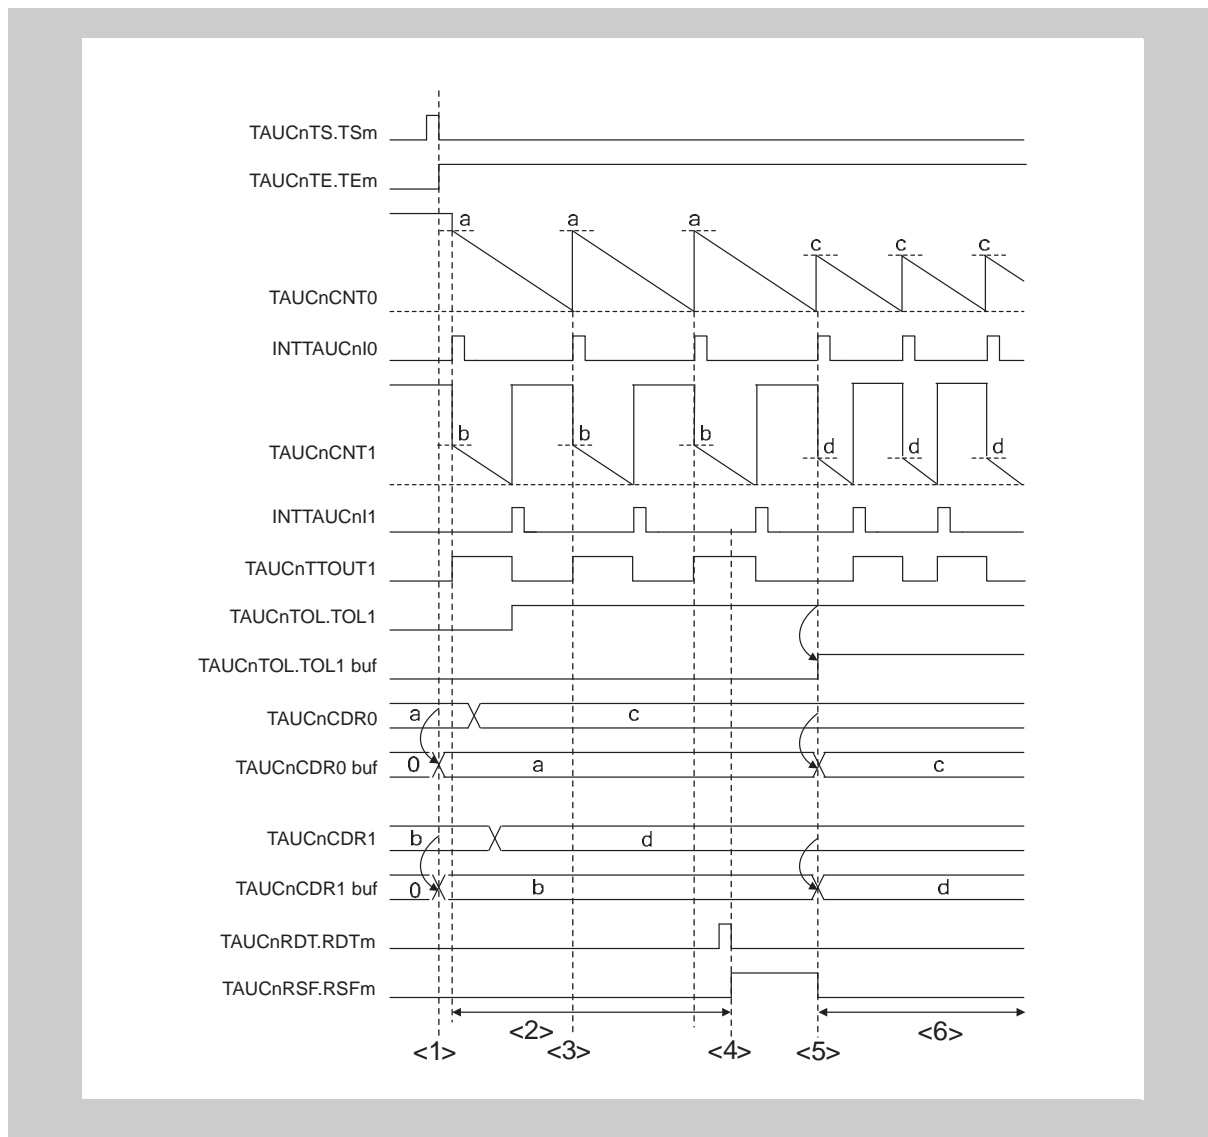 TAUCnTS.TSm
TAUCnTE.TEm
a a a
c c c
TAUCnCNT0
INTTAUCnI0
b b b d d d
TAUCnCNT1
INTTAUCnI1
TAUCnTTOUT1
TAUCnTOL.TOL1
TAUCnTOL.TOL1 buf
TAUCnCDR0 a c
TAUCnCDR0 buf 0 a c
TAUCnCDR1 b d
TAUCnCDR1 buf 0 b d
TAUCnRDT.RDTm
TAUCnRSF.RSFm
<2> <6>
<1> <3> <4> <5>